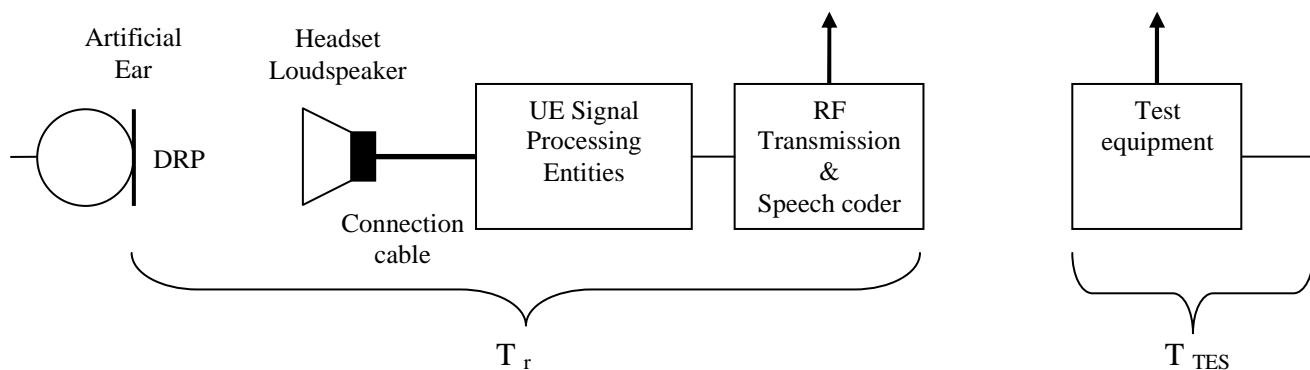 Artificial
Ear
DRP
Headset
Loudspeaker
Connection
cable
UE Signal
Processing
Entities
RF
Transmission
&
Speech coder
Test
equipment
T r
T TES